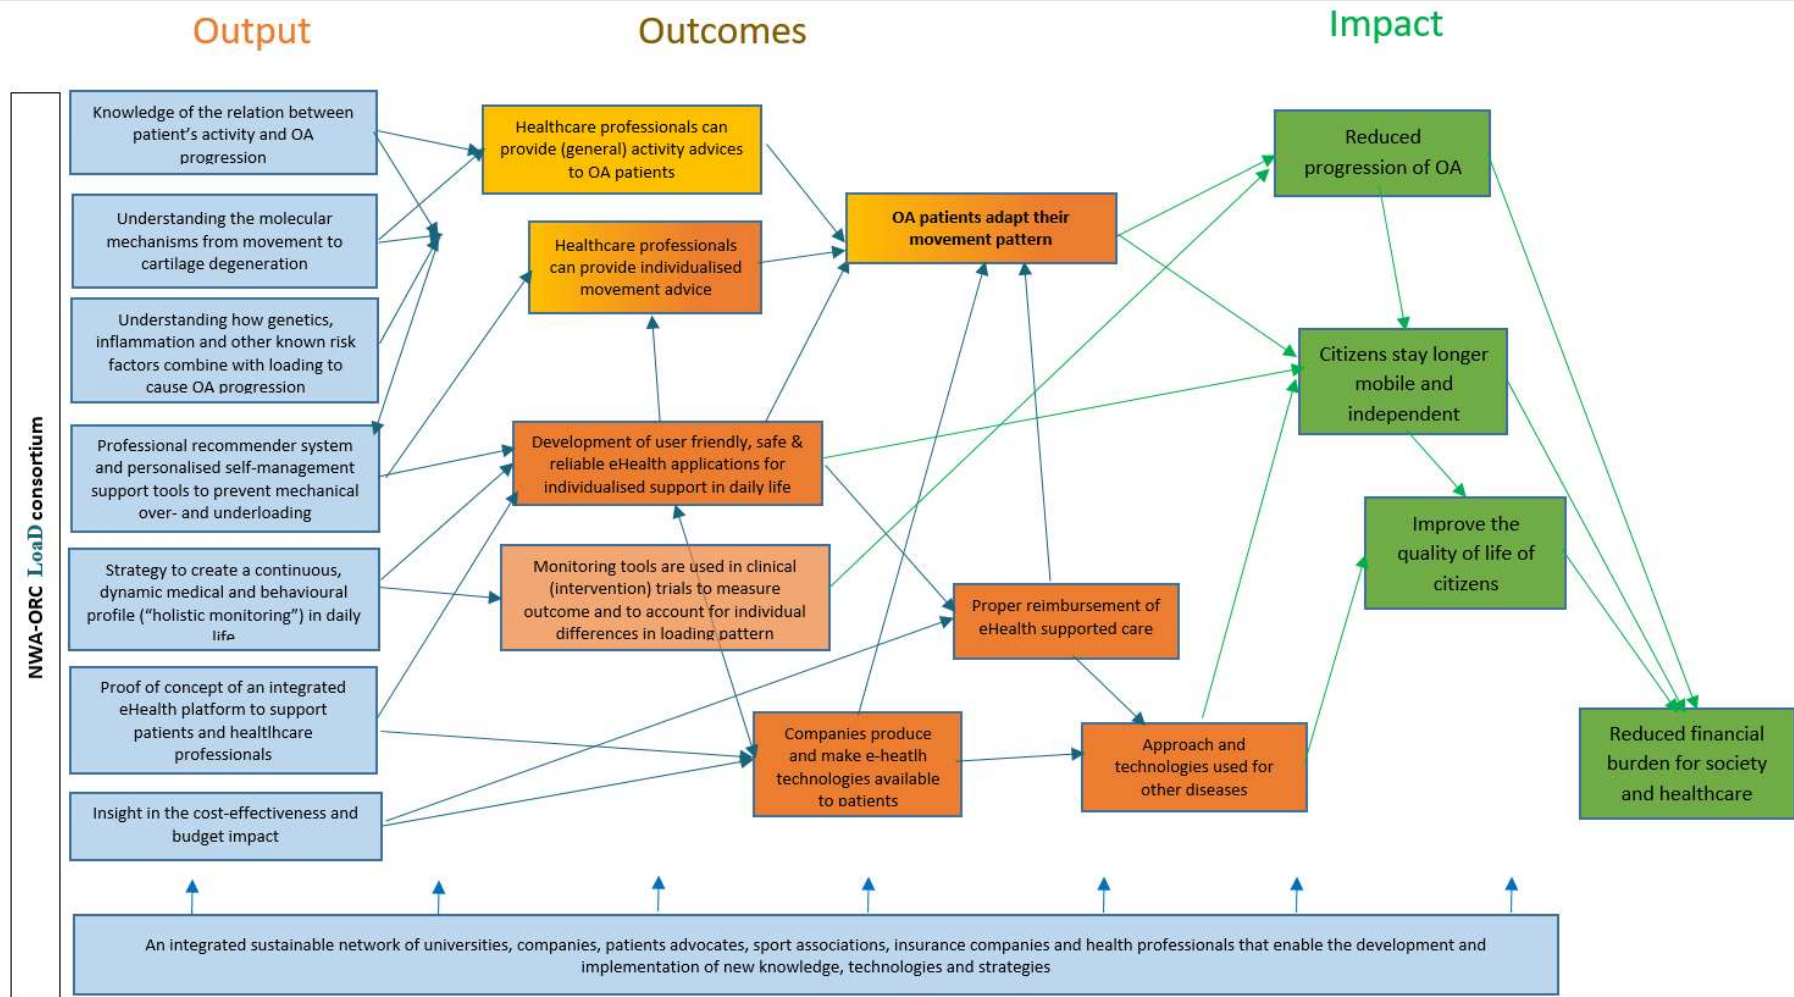 Output
Outcomes
Impact
NWA-ORC LoaD consortium
Knowledge of the relation between
patient's activity and OA
progression
Understanding the molecular
mechanisms from movement to
cartilage degeneration
Understanding how genetics,
inflammation and other known risk
factors combine with loading to
cause OA progression
Professional recommender system
and personalised self-management
support tools to prevent mechanical
over- and underloading
Strategy to create a continuous,
dynamic medical and behavioural
profile ("holistic monitoring") in daily
life
Proof of concept of an integrated
eHealth platform to support
patients and healtlhcare
professionals
Insight in the cost-effectiveness and
budget impact
Healthcare professionals can
provide (general) activity advices
to OA patients
Healthcare professionals
can provide individualised
movement advice
OA patients adapt their
movement pattern
Development of user friendly, safe &
reliable eHealth applications for
individualised support in daily life
Monitoring tools are used in clinical
(intervention) trials to measure
outcome and to account for individual
differences in loading pattern
Proper reimbursement of
eHealth supported care
Companies produce
and make e-heatlh
technologies available
to patients
Approach and
technologies used for
other diseases
Reduced
progression of OA
Citizens stay longer
mobile and
independent
Improve the
quality of life of
citizens
Reduced financial
burden for society
and healthcare
An integrated sustainable network of universities, companies, patients advocates, sport associations, insurance companies and health professionals that enable the development and
implementation of new knowledge, technologies and strategies